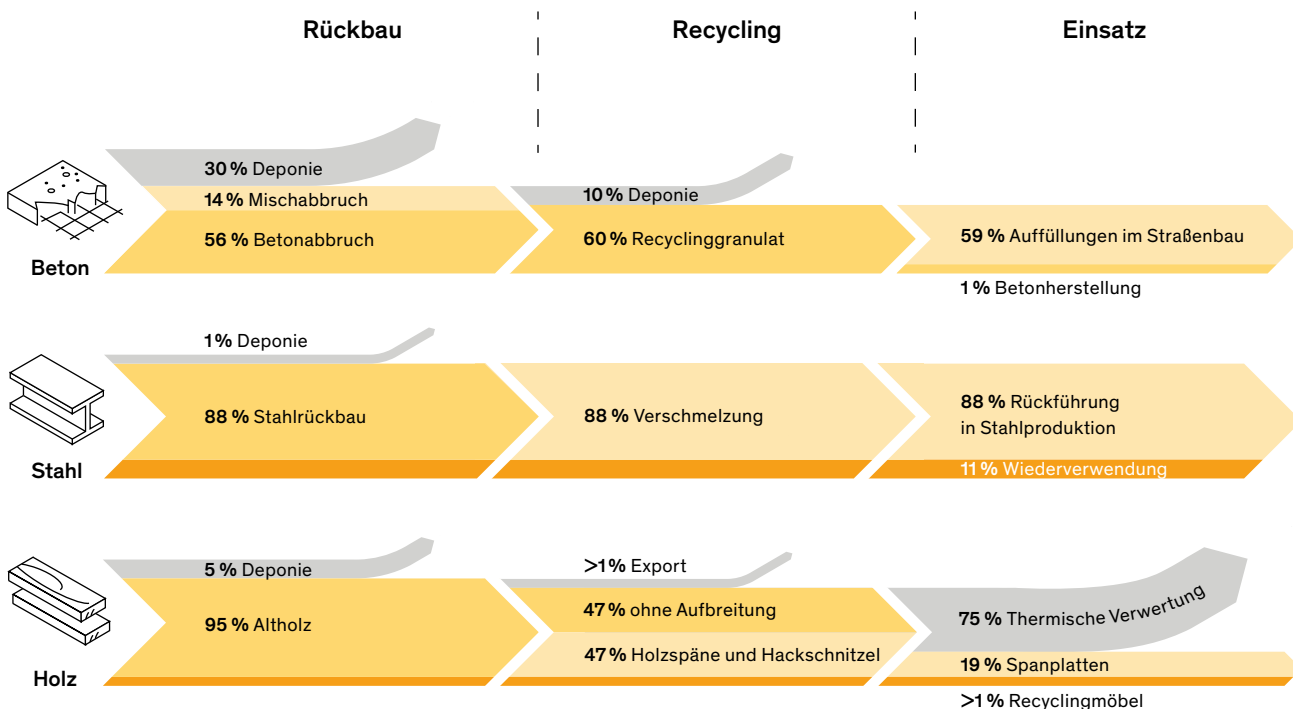 Rückbau
Recycling
Einsatz
30 % Deponie
14 % Mischabbruch
56 % Betonabbruch
10 % Deponie
60 % Recyclinggranulat
59 % Auffüllungen im Straßenbau
1 % Betonherstellung
Beton
1 % Deponie
88 % Stahlrückbau
88 % Verschmelzung
88 % Rückführung
in Stahlproduktion
11 % Wiederverwendung
Stahl
5 % Deponie
95 % Altholz
>1 % Export
47 % ohne Aufbreitung
47 % Holzspäne und Hackschnitzel
75 % Thermische Verwertung
19 % Spanplatten
>1 % Recyclingmöbel
Holz